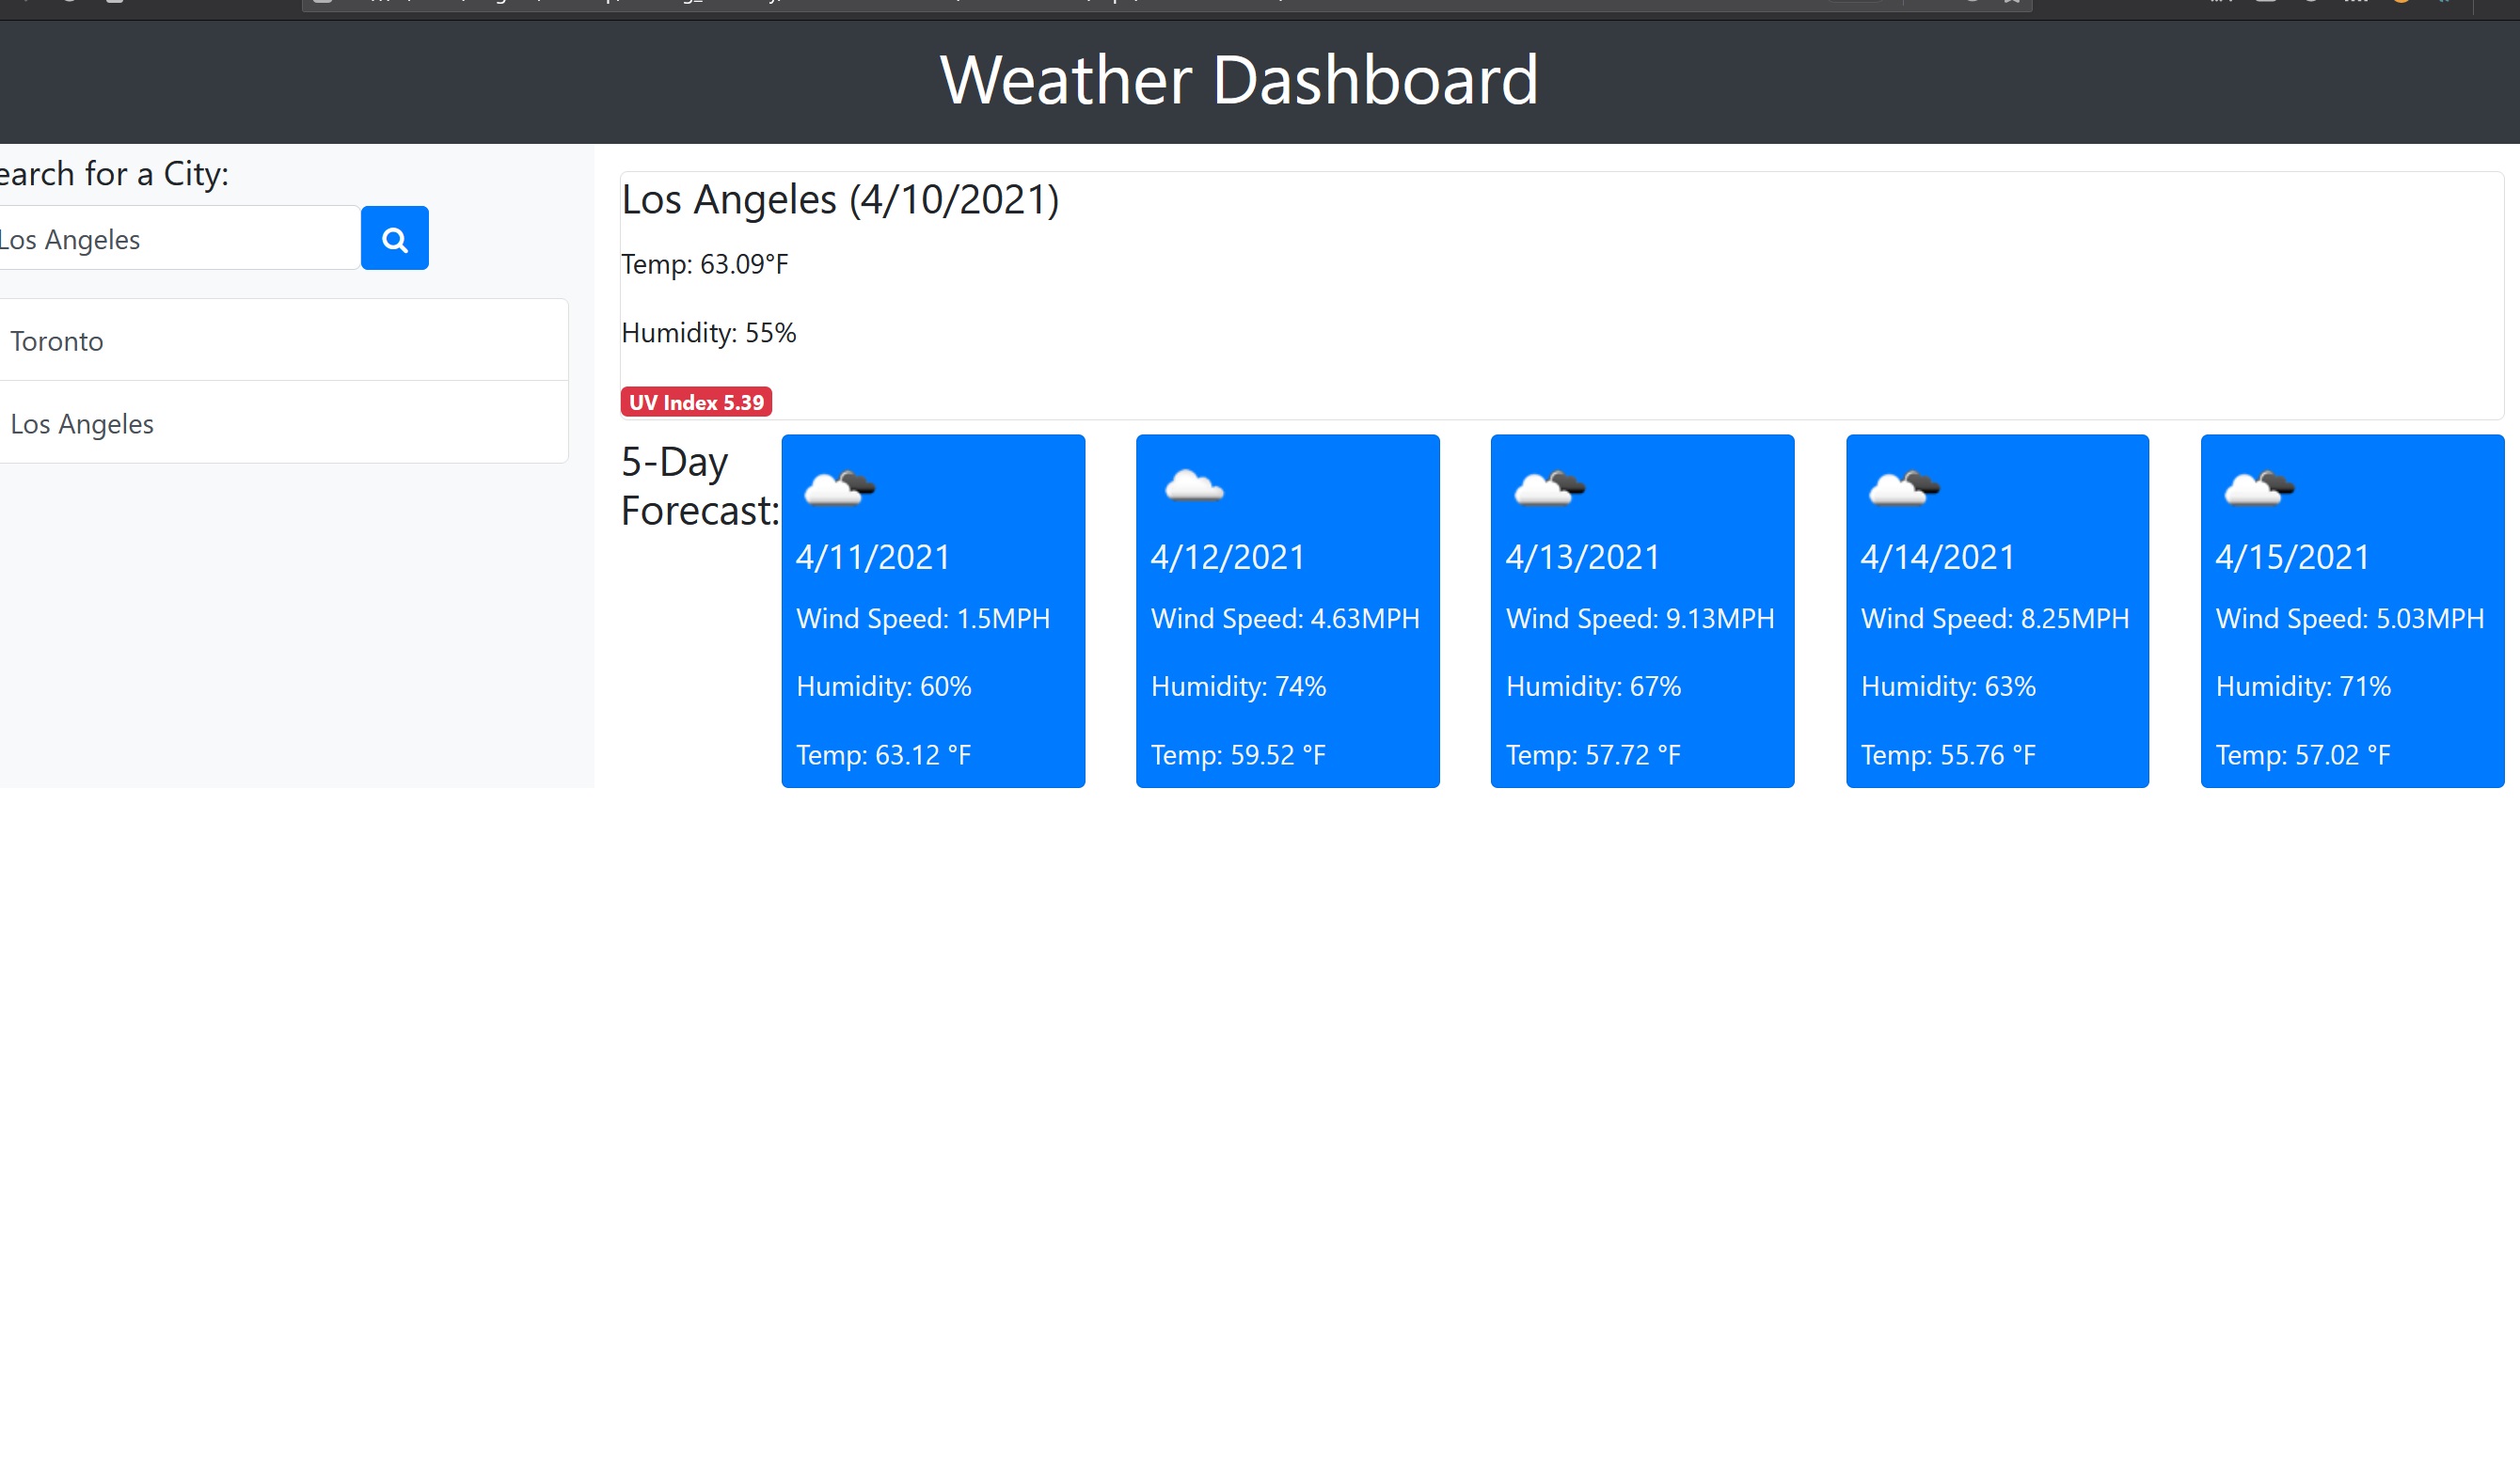 Weather Dashboard
earch for a City:
Los Angeles
Toronto
Los Angeles
Los Angeles (4/10/2021)
Temp: 63.09°F
Humidity: 55%
UV Index 5.39
5-Day
Forecast:
4/11/2021
Wind Speed: 1.5MPH
Humidity: 60%
Temp: 63.12 °F
4/12/2021
Wind Speed: 4.63MPH
Humidity: 74%
Temp: 59.52 °F
4/13/2021
Wind Speed: 9.13MPH
Humidity: 67%
Temp: 57.72 °F
4/14/2021
Wind Speed: 8.25MPH
Humidity: 63%
Temp: 55.76 °F
4/15/2021
Wind Speed: 5.03MPH
Humidity: 71%
Temp: 57.02 °F